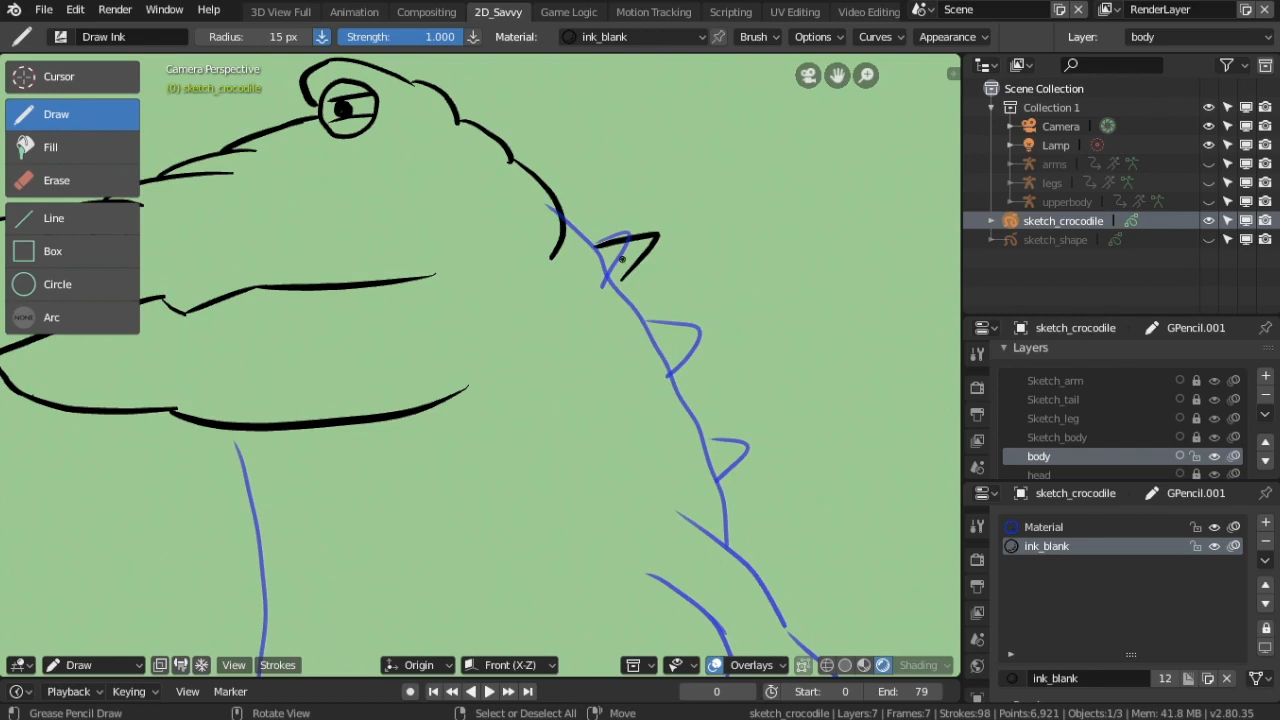 File Edit Render Window Help 3D View Full Animation Compositing 2D_Savvy Game Logic Motion Tracking Scripting UV Editing Video Editing Scene RenderLayer
Draw Ink Radius: 15 px Strength: 1.000 Material: ink_blank Brush Options Curves Appearance Layer: body
Camera Perspective
(0) sketch_crocodile
Cursor
Draw
Fill
Erase
Line
Box
Circle
NONE Arc
Scene Collection
Collection 1
Camera
Lamp
arms
legs
upperbody
sketch_crocodile
sketch_shape
sketch_crocodile GPencil.001
Layers
Sketch_arm
Sketch_tail
Sketch_leg
Sketch_body
body
head
sketch_crocodile GPencil.001
Material
ink_blank
ink_blank 12
Draw View Strokes Origin Front (X-Z) Overlays Shading
Playback Keying View Marker 0 Start: 0 End: 79
Grease Pencil Draw Rotate View Select or Deselect All Move sketch_crocodile | Layers:7 | Frames:7 | Strokes:98 | Points:6,921 | Objects:1/3 | Mem: 41.8 MB | v2.80.35